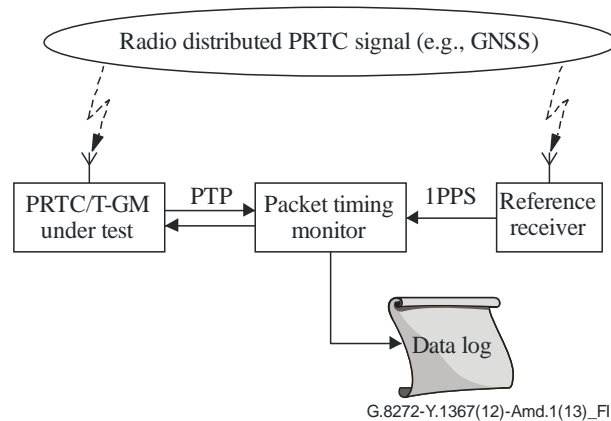 Radio distributed PRTC signal (e.g., GNSS)
PRTC/T-GM
under test
PTP
Packet timing
monitor
1PPS
Reference
receiver
Data log
G.8272-Y.1367(12)-Amd.1(13)_FI